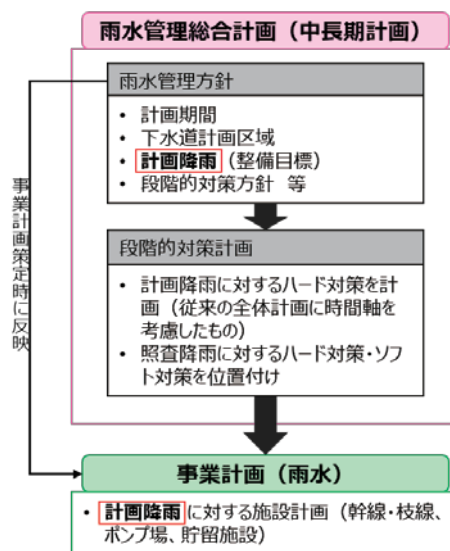 雨水管理総合計画（中長期計画）
雨水管理方針
• 計画期間
• 下水道計画区域
• 計画降雨（整備目標）
• 段階的対策方針 等
段階的対策計画
• 計画降雨に対するハード対策を計
画（従来の全体計画に時間軸を
考慮したもの）
• 照査降雨に対するハード対策・ソフ
ト対策を位置付け
事業計画策定時に反映
事業計画（雨水）
• 計画降雨に対する施設計画（幹線・枝線、
ポンプ場、貯留施設）